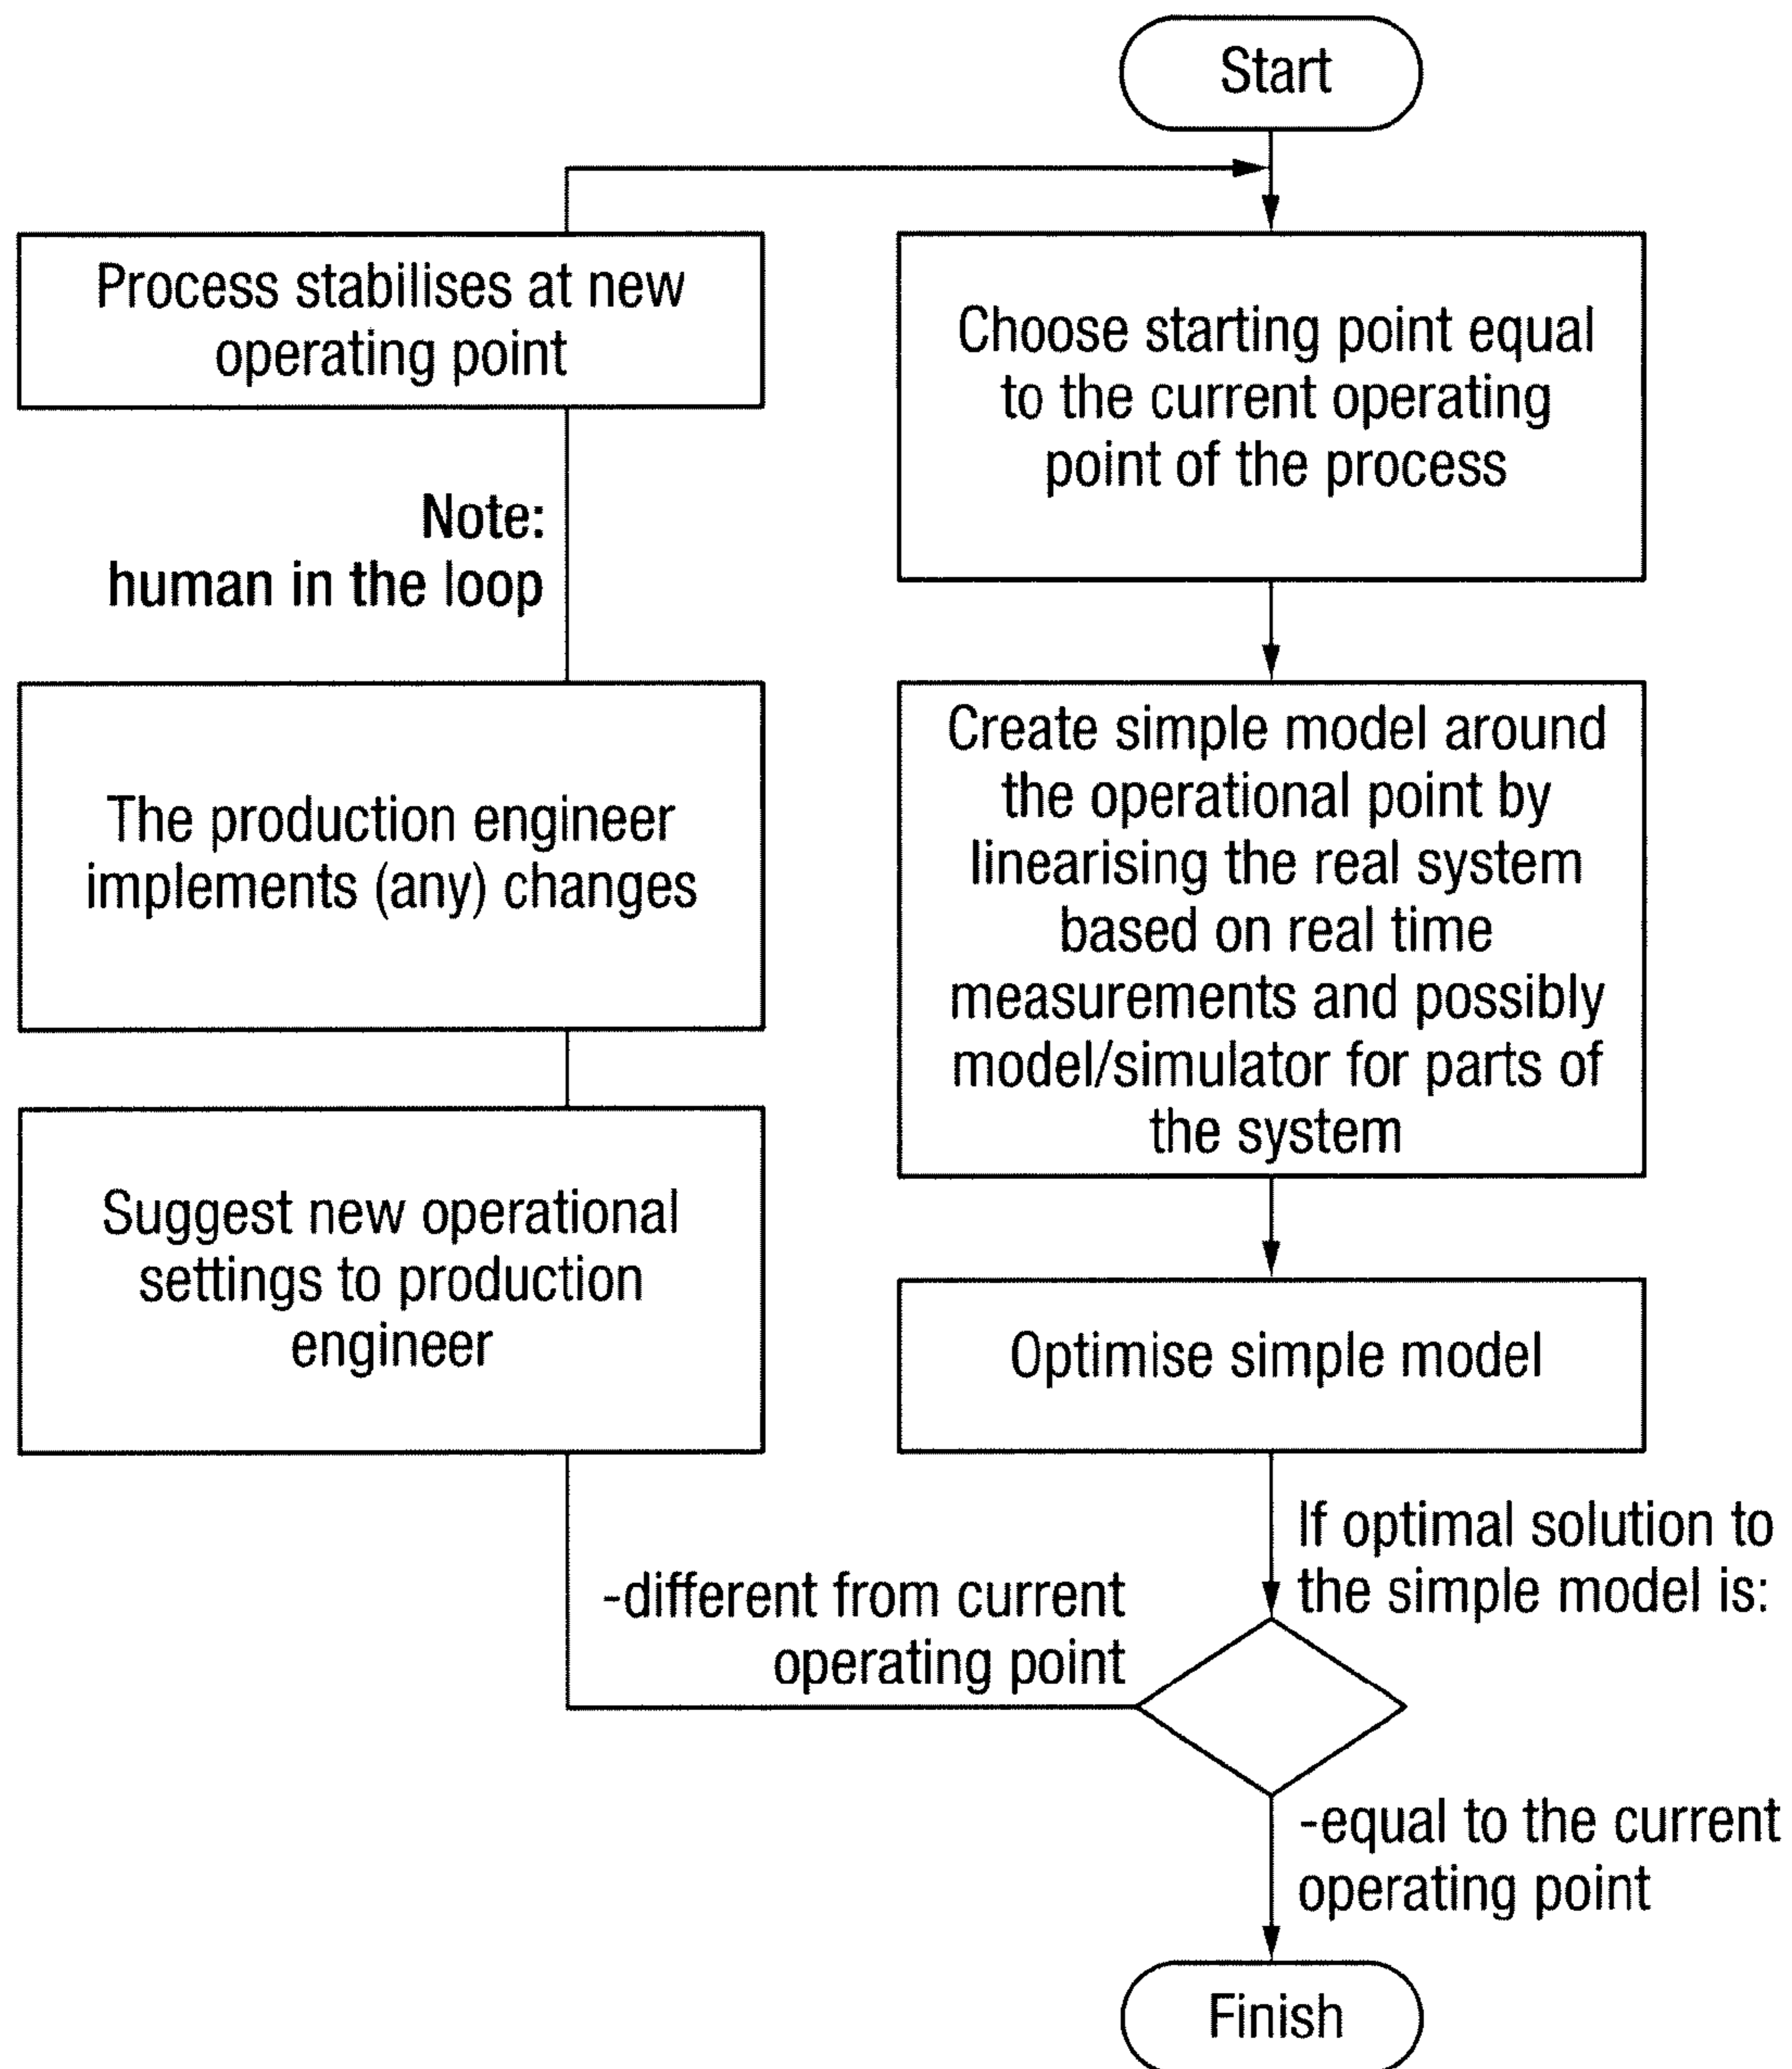 Start
Process stabilises at new
operating point
Choose starting point equal
to the current operating
point of the process
Note:
human in the loop
Create simple model around
the operational point by
linearising the real system
based on real time
measurements and possibly
model/simulator for parts of
the system
The production engineer
implements (any) changes
Suggest new operational
settings to production
engineer
Optimise simple model
If optimal solution to
the simple model is:
-different from current
operating point
-equal to the current
operating point
Finish